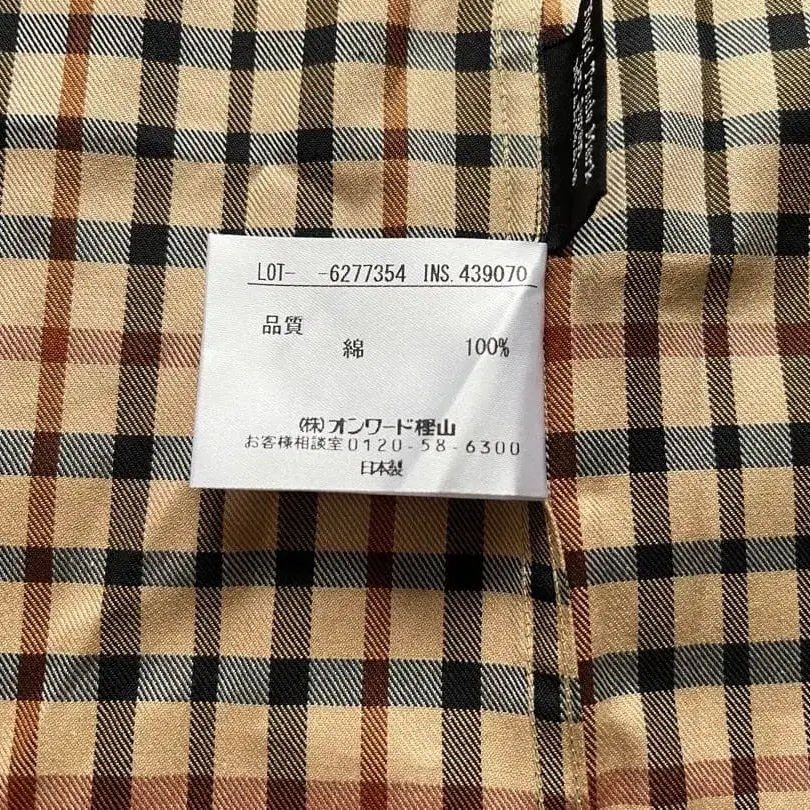 LOT- -6277354 INS.439070
品質
綿 100%
(株)オンワード樫山
お客様相談室0120-58-6300
日本製